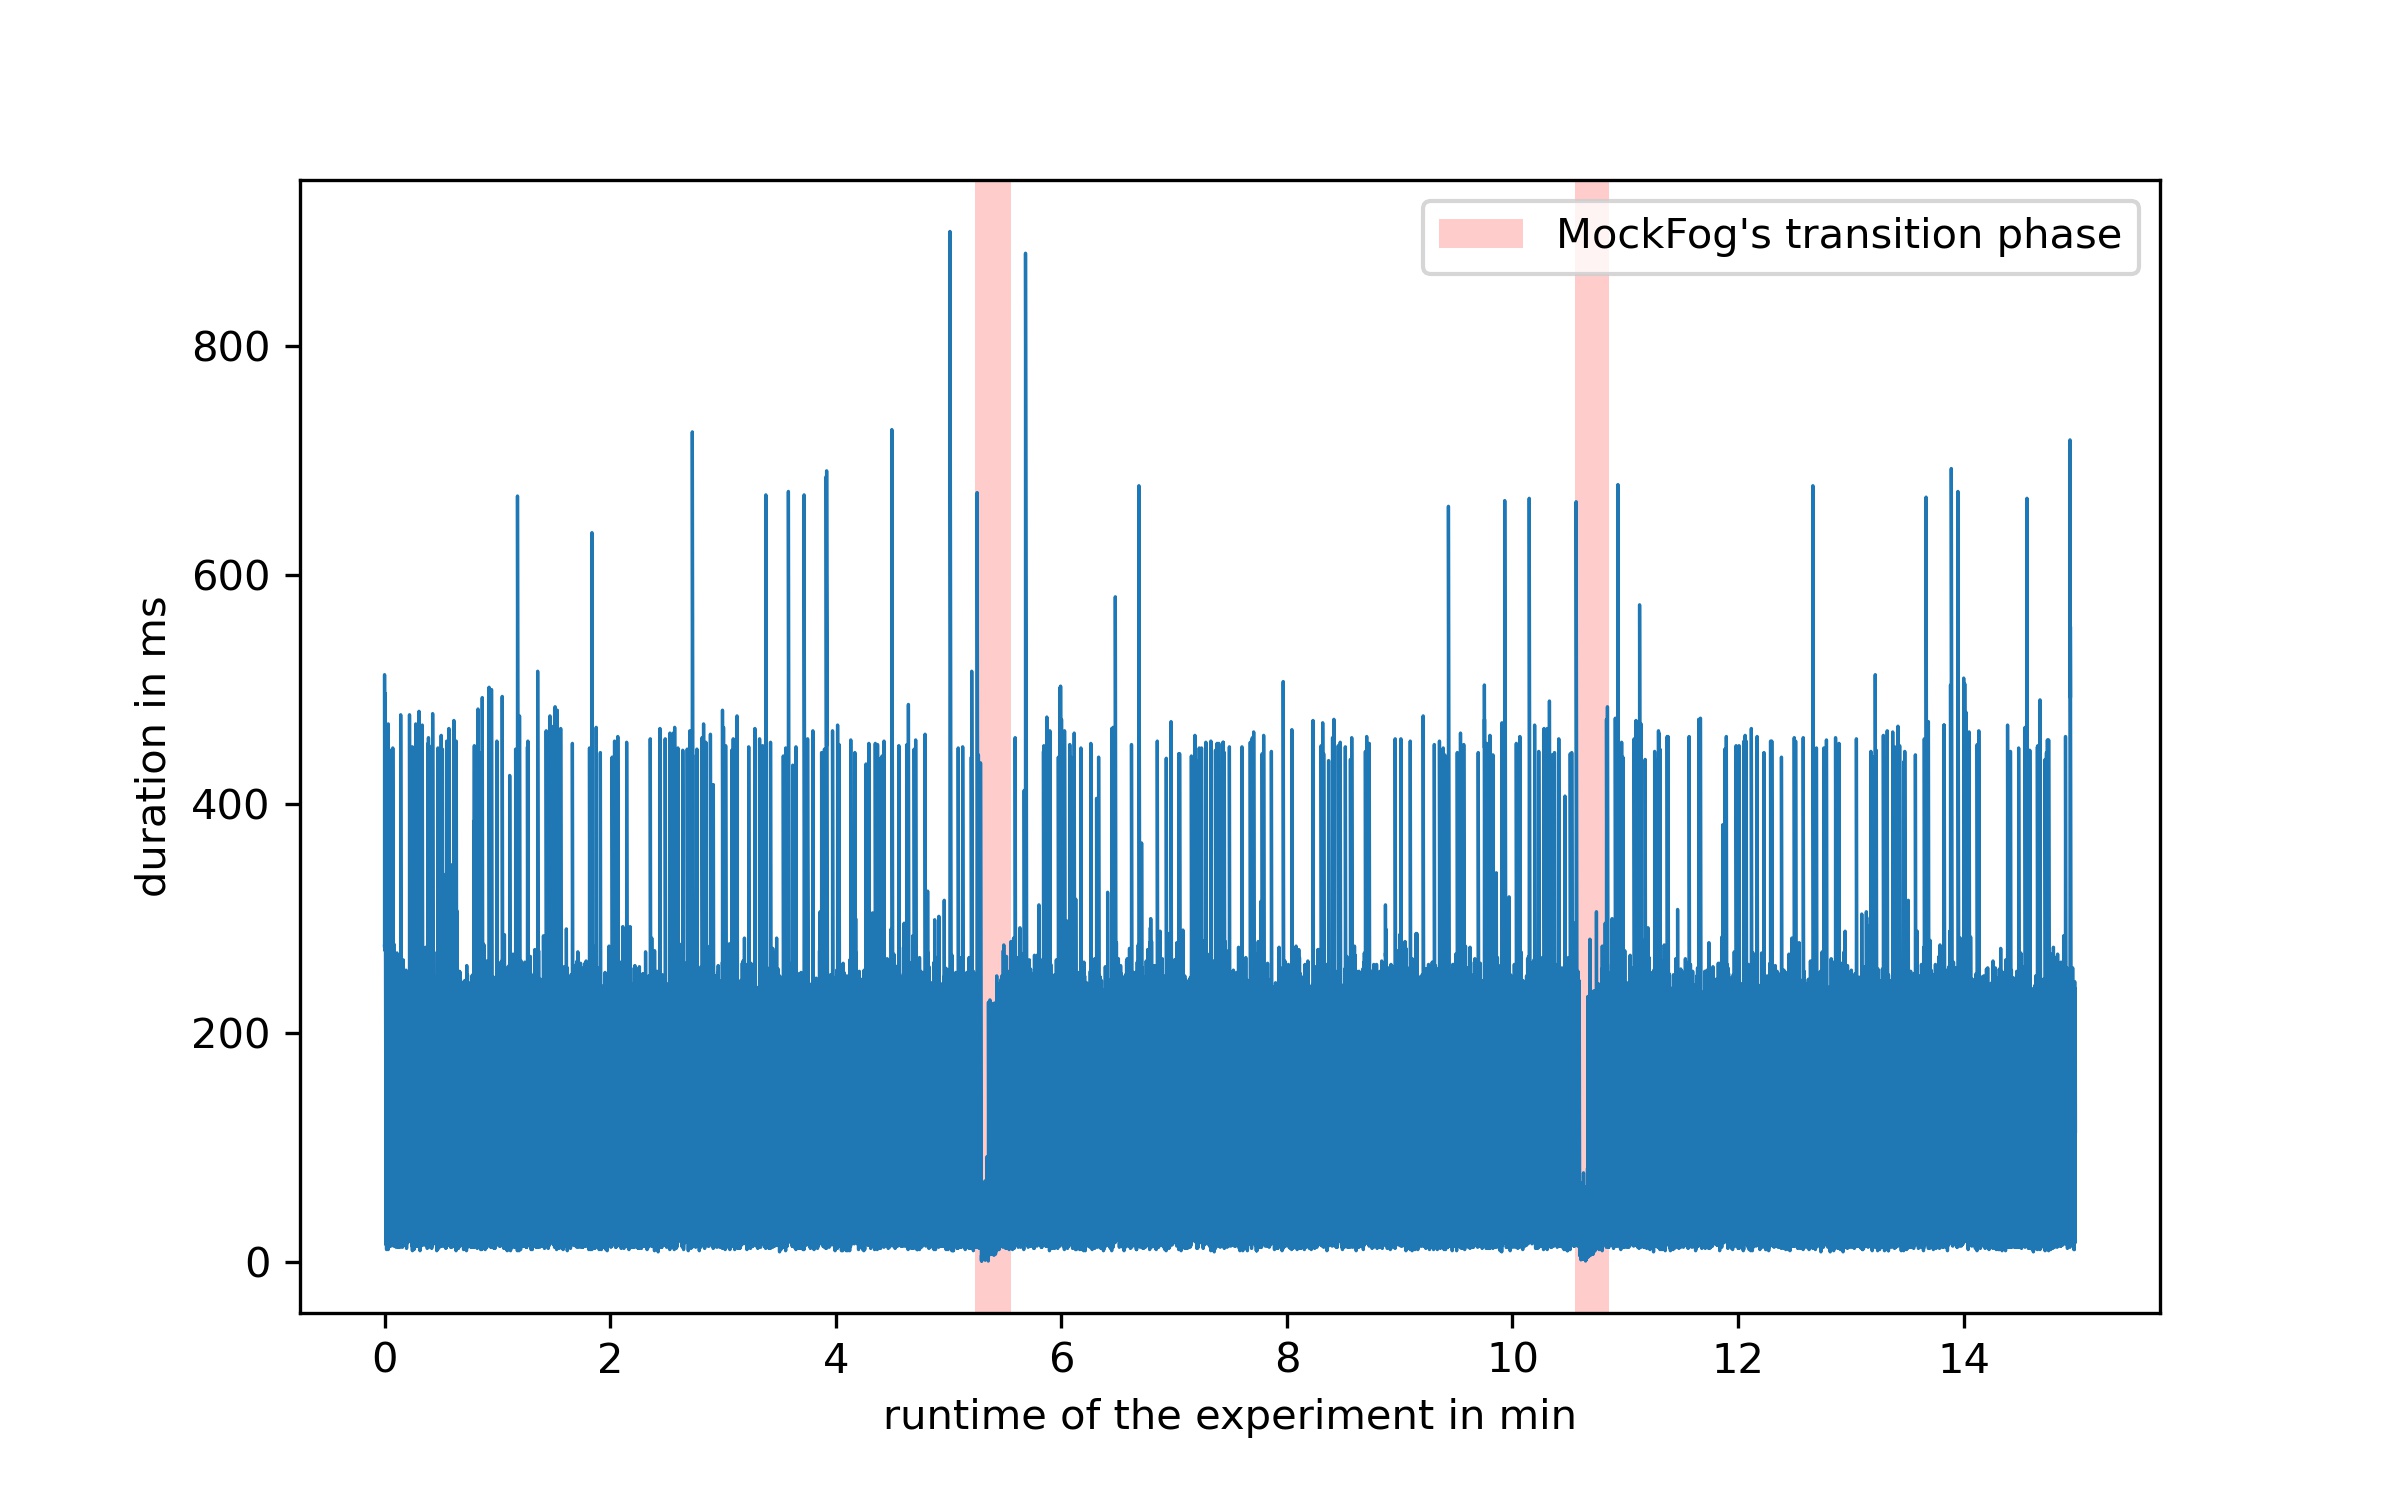 MockFog's transition phase
800
600
400
200
0
duration in ms
0 2 4 6 8 10 12 14
runtime of the experiment in min